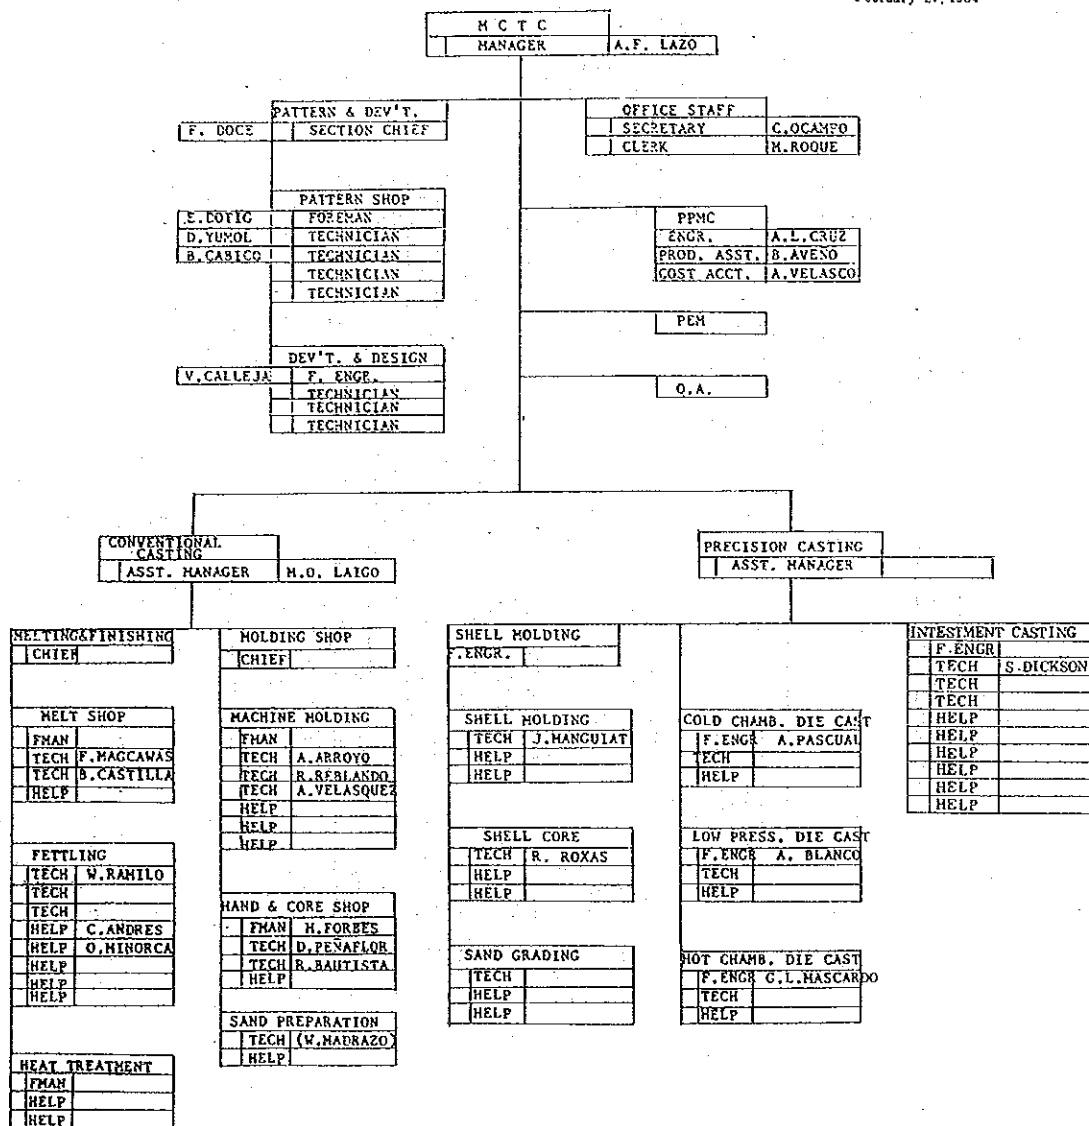 M C T C
MANAGER A.F. LAZO
PATTERN & DEV'T.
F. DOCE SECTION CHIEF
OFFICE STAFF
SECRETARY C.OCAMPO
CLERK M.ROQUE
PATTERN SHOP
FOREMAN
D.YUMOL TECHNICIAN
B.CABICO TECHNICIAN
TECHNICIAN
TECHNICIAN
PPMC
ENGR. A.L.CRUZ
PROD. ASST. B.AVENO
COST ACCT. A.VELASCO
PEM
DEV'T. & DESIGN
V.CALLEJA F. ENGR.
TECHNICIAN
TECHNICIAN
TECHNICIAN
Q.A.
CONVENTIONAL
CASTING
ASST. MANAGER M.O. LAIGO
PRECISION CASTING
ASST. MANAGER
MELTING&FINISHING
CHIEF
MELT SHOP
FMAN
TECH F.MAGCAWAS
TECH B.CASTILLA
HELP
FETTLING
TECH W.RAMILO
TECH
TECH
HELP C.ANDRES
HELP O.MINORCA
HELP
HELP
HELP
HEAT TREATMENT
FMAN
HELP
HELP
MOLDING SHOP
CHIEF
MACHINE MOLDING
FMAN
TECH A.ARROYO
TECH R.REBLANDO
TECH A.VELASQUEZ
HELP
HELP
HELP
HAND & CORE SHOP
FMAN H.FORBES
TECH D.PEÑAFLOR
TECH R.BAUTISTA
HELP
SAND PREPARATION
TECH (W.MADRAZO)
HELP
SHELL MOLDING
F.ENGR.
SHELL MOLDING
TECH J.MANGUIAT
HELP
HELP
SHELL CORE
TECH R. ROXAS
HELP
HELP
SAND GRADING
TECH
HELP
HELP
COLD CHAMB. DIE CAST
F.ENGR A.PASCUAL
TECH
HELP
LOW PRESS. DIE CAST
F.ENGR A. BLANCO
TECH
HELP
HOT CHAMB. DIE CAST
F.ENGR G.L.MASCARDO
TECH
HELP
INTESTMENT CASTING
F.ENGR
TECH S.DICKSON
TECH
TECH
HELP
HELP
HELP
HELP
HELP
HELP